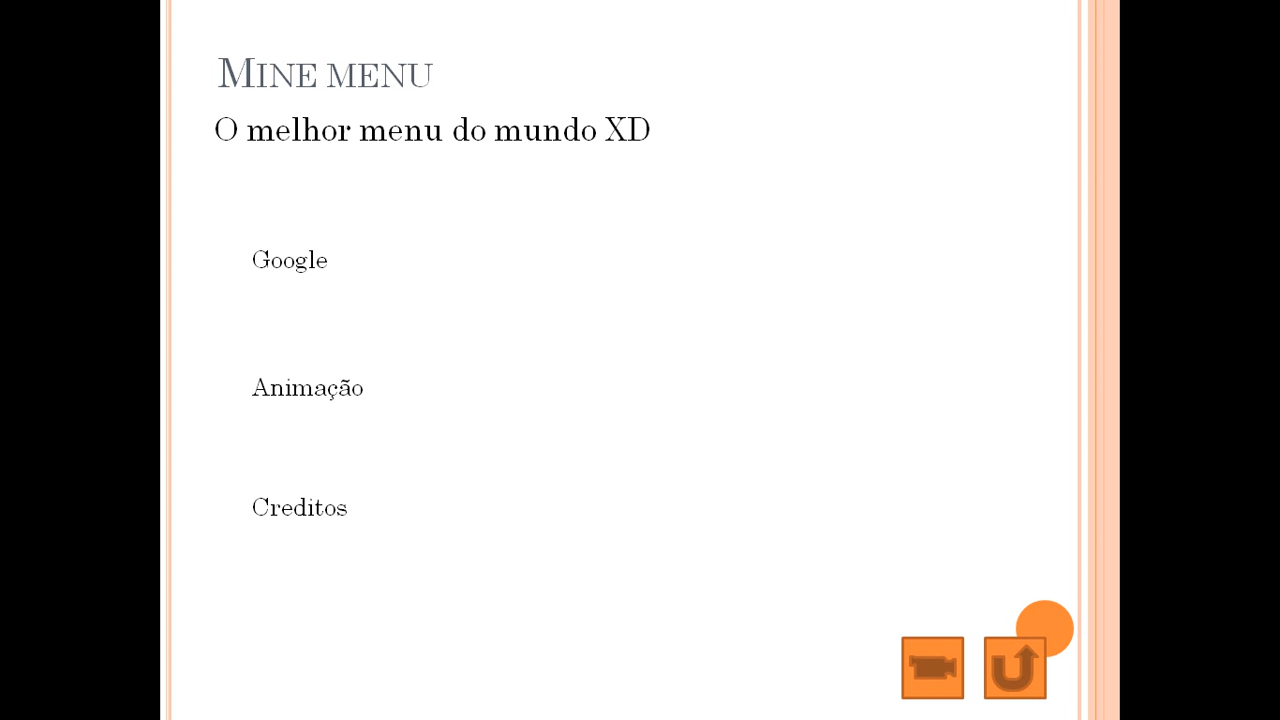 Mine menu
O melhor menu do mundo XD
Google
Animação
Creditos